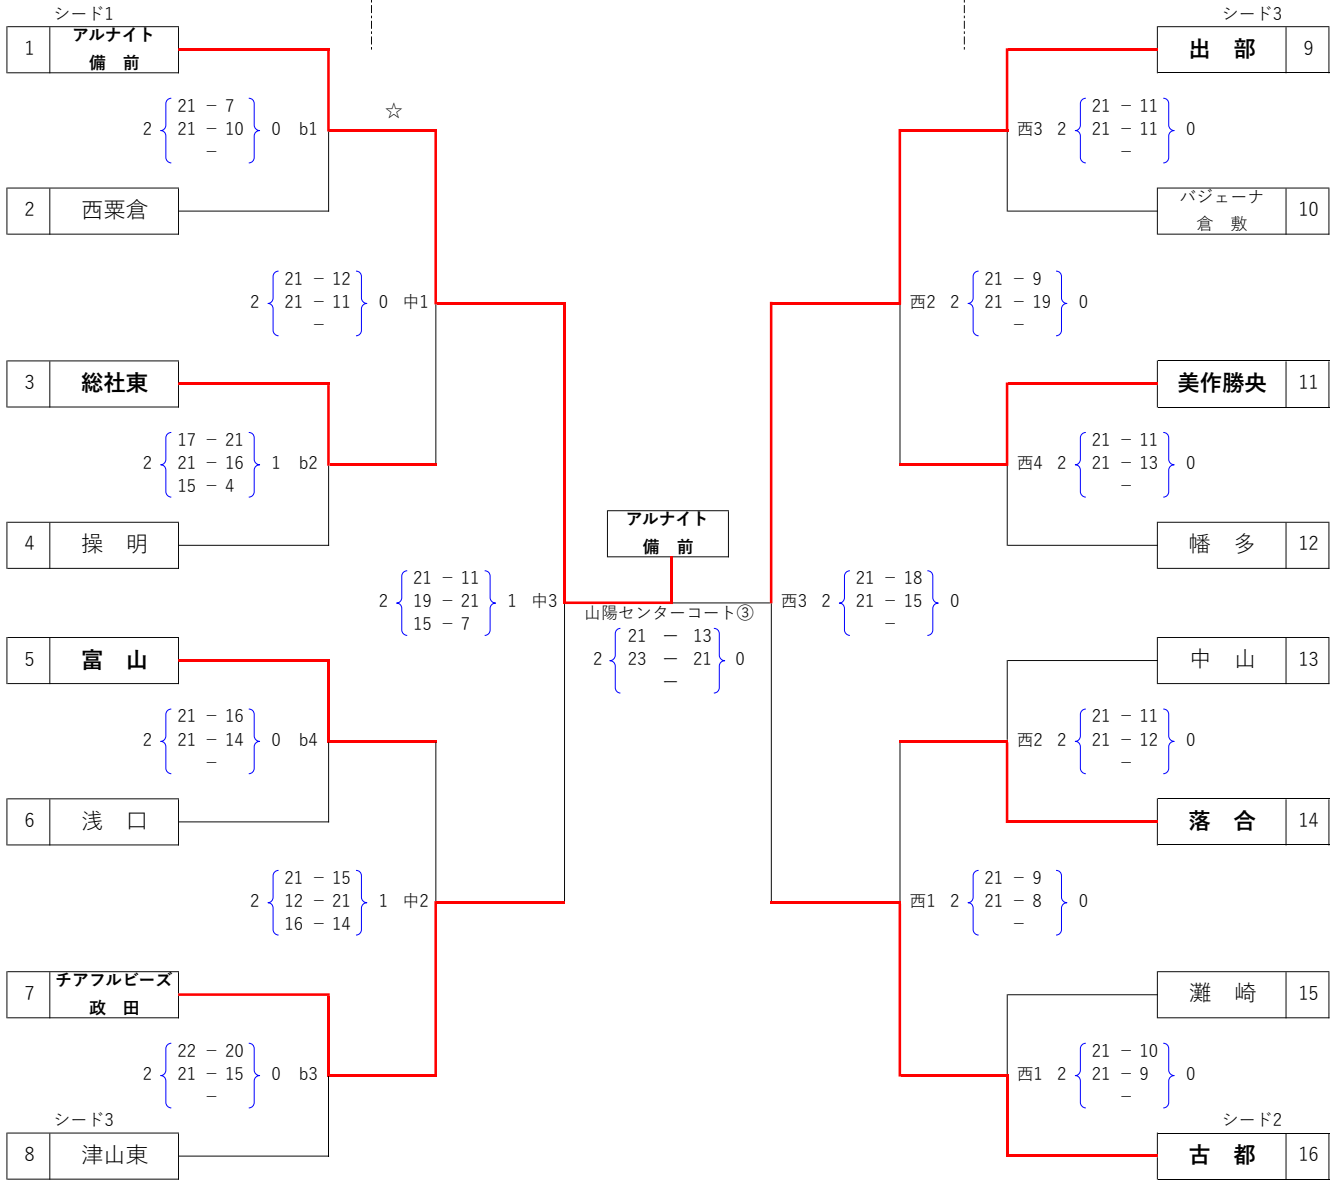 シード1
1
アルナイト
備 前
21 − 7
2 21 − 10 0 b1
−
☆
2
西粟倉
21 − 12
2 21 − 11 0 中1
−
3
総社東
17 − 21
2 21 − 16 1 b2
15 − 4
4
操 明
21 − 11
2 19 − 21 1 中3
15 − 7
5
富 山
21 − 16
2 21 − 14 0 b4
−
6
浅 口
21 − 15
2 12 − 21 1 中2
16 − 14
7
チアフルビーズ
政 田
22 − 20
2 21 − 15 0 b3
−
シード3
8
津山東
アルナイト
備 前
山陽センターコート③
21 − 13
2 23 − 21 0
−
シード3
出 部
9
21 − 11
西3 2 21 − 11 0
−
バジェーナ
倉 敷
10
21 − 9
西2 2 21 − 19 0
−
美作勝央
11
21 − 11
西4 2 21 − 13 0
−
幡 多
12
21 − 18
西3 2 21 − 15 0
−
中 山
13
21 − 11
西2 2 21 − 12 0
−
落 合
14
21 − 9
西1 2 21 − 8 0
−
灘 崎
15
21 − 10
西1 2 21 − 9 0
−
シード2
古 都
16